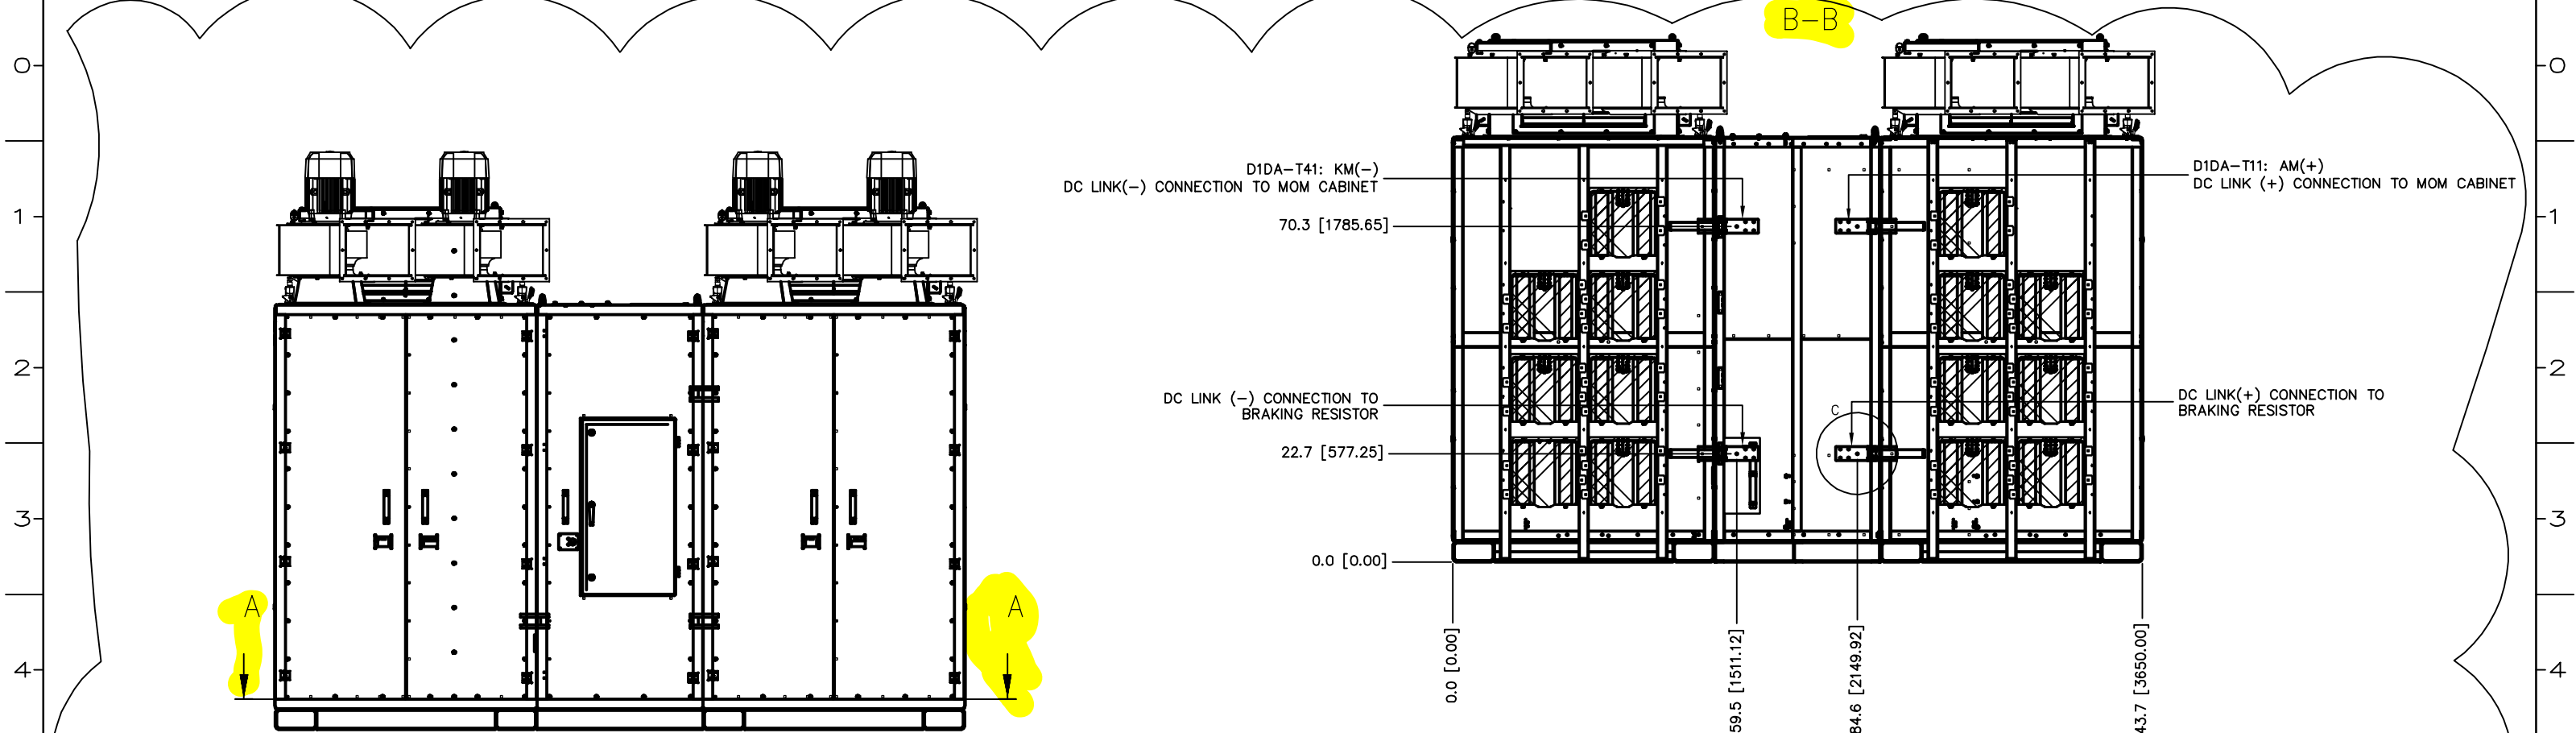 B-B
0
0
D1DA-T41: KM(-)
DC LINK(-) CONNECTION TO MOM CABINET
D1DA-T11: AM(+)
DC LINK (+) CONNECTION TO MOM CABINET
1
70.3 [1785.65]
1
2
2
DC LINK (-) CONNECTION TO
BRAKING RESISTOR
C
DC LINK(+) CONNECTION TO
BRAKING RESISTOR
22.7 [577.25]
3
3
0.0 [0.00]
A
A
4
0.0 [0.00]
59.5 [1511.12]
84.6 [2149.92]
43.7 [3650.00]
4